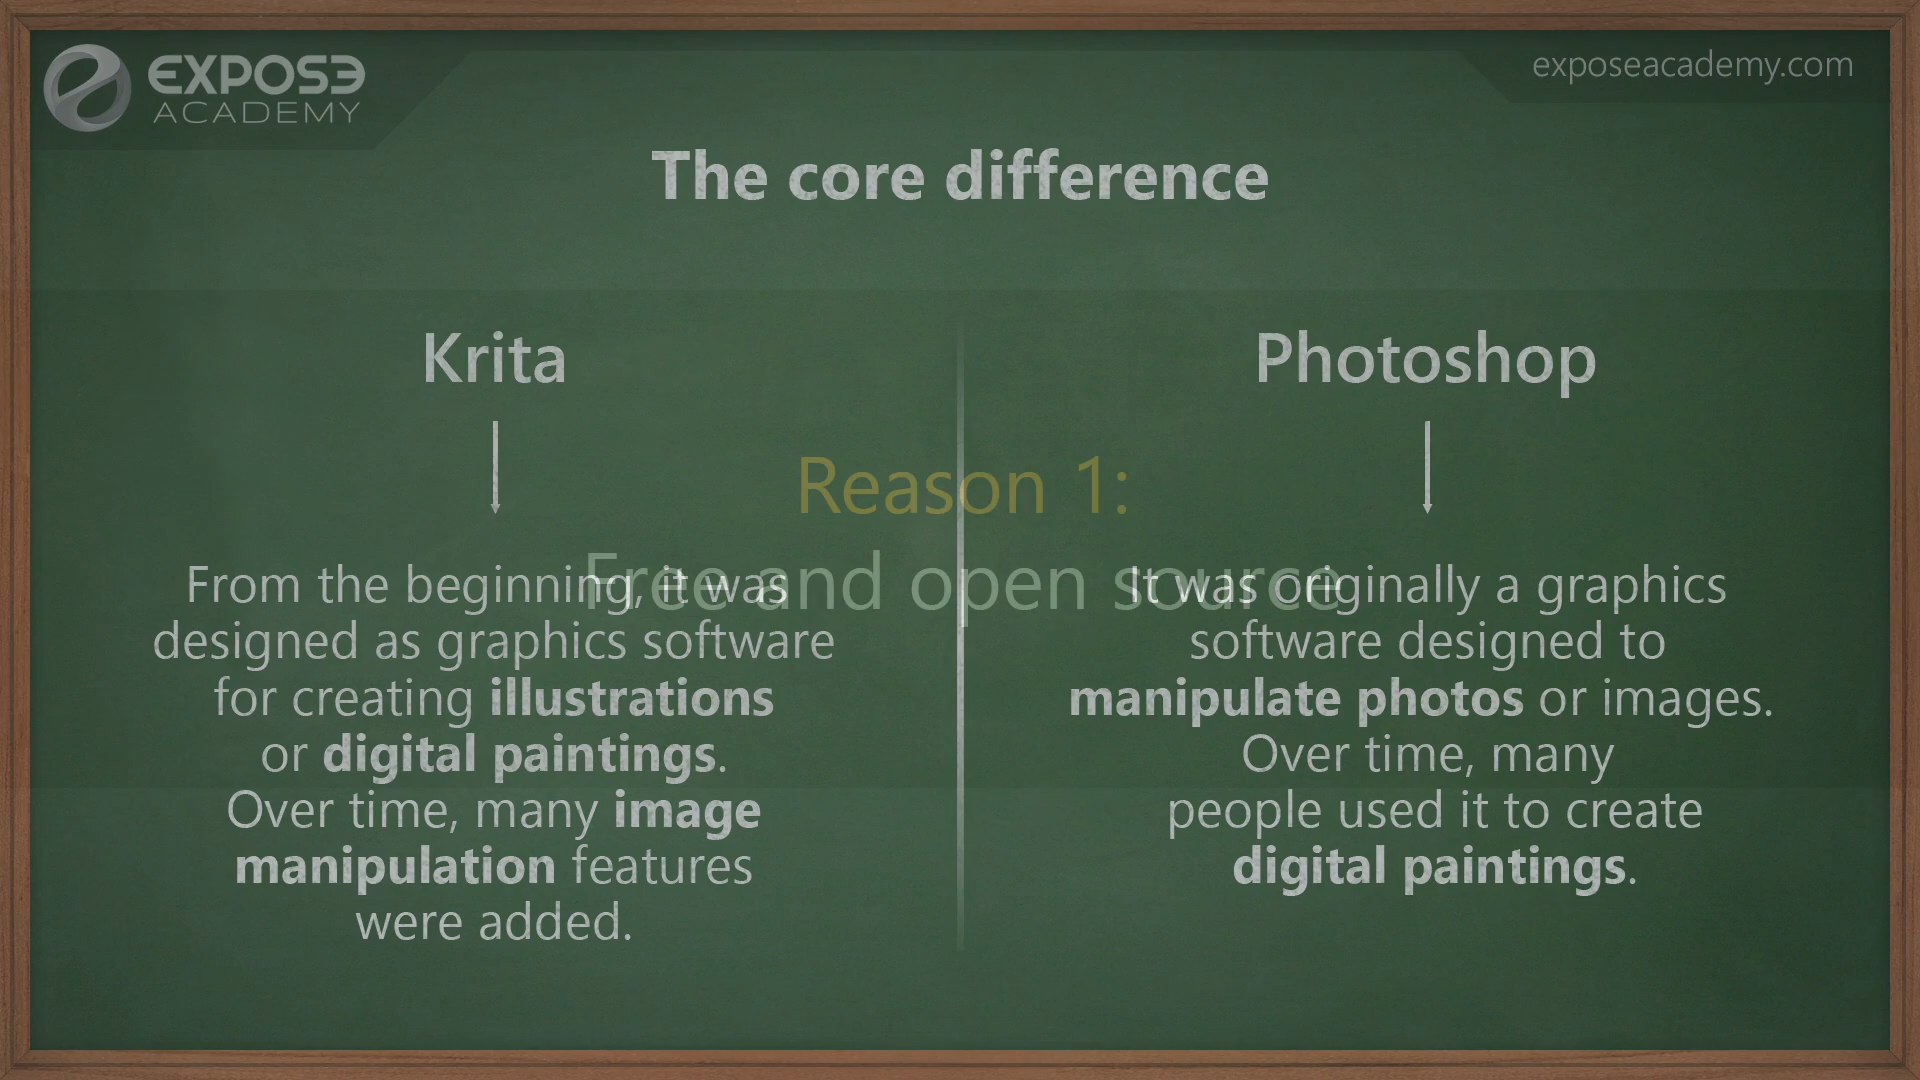 EXPOSE
ACADEMY
exposeacademy.com
The core difference
Krita
Photoshop
Reason 1:
Free and open source
From the beginning, it was
designed as graphics software
for creating illustrations
or digital paintings.
Over time, many image
manipulation features
were added.
It was originally a graphics
software designed to
manipulate photos or images.
Over time, many
people used it to create
digital paintings.